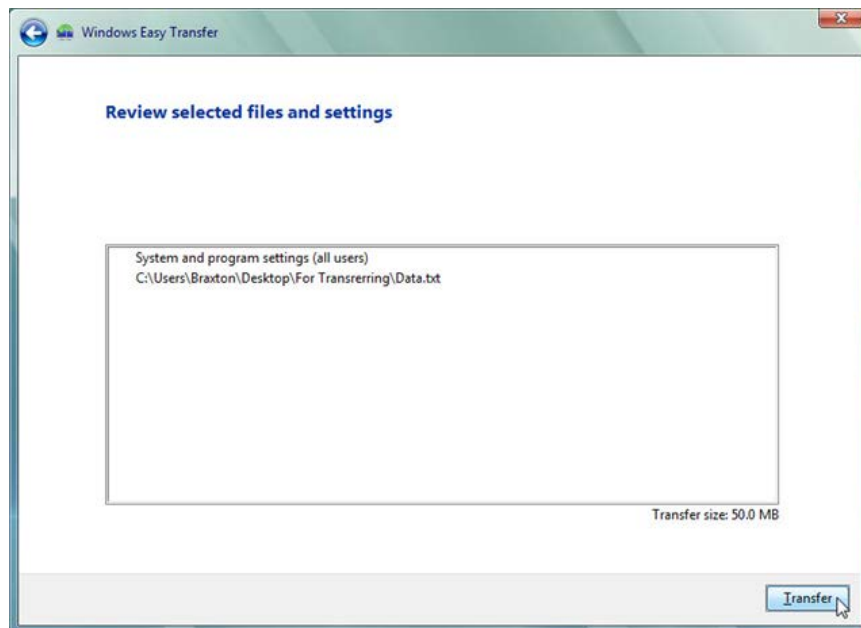 Windows Easy Transfer
Review selected files and settings
System and program settings (all users)
C:\Users\Braxton\Desktop\For Transrerring\Data.txt
Transfer size: 50.0 MB
Transfer